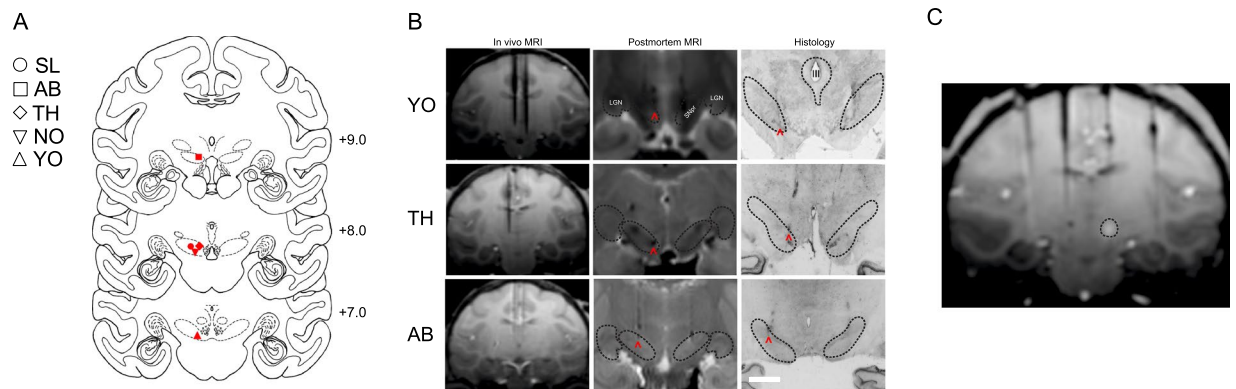 A
SL
AB
TH
NO
YO
+9.0
+8.0
+7.0
B
In vivo MRI
Postmortem MRI
Histology
YO
LGN
SNpr
LGN
TH
AB
C